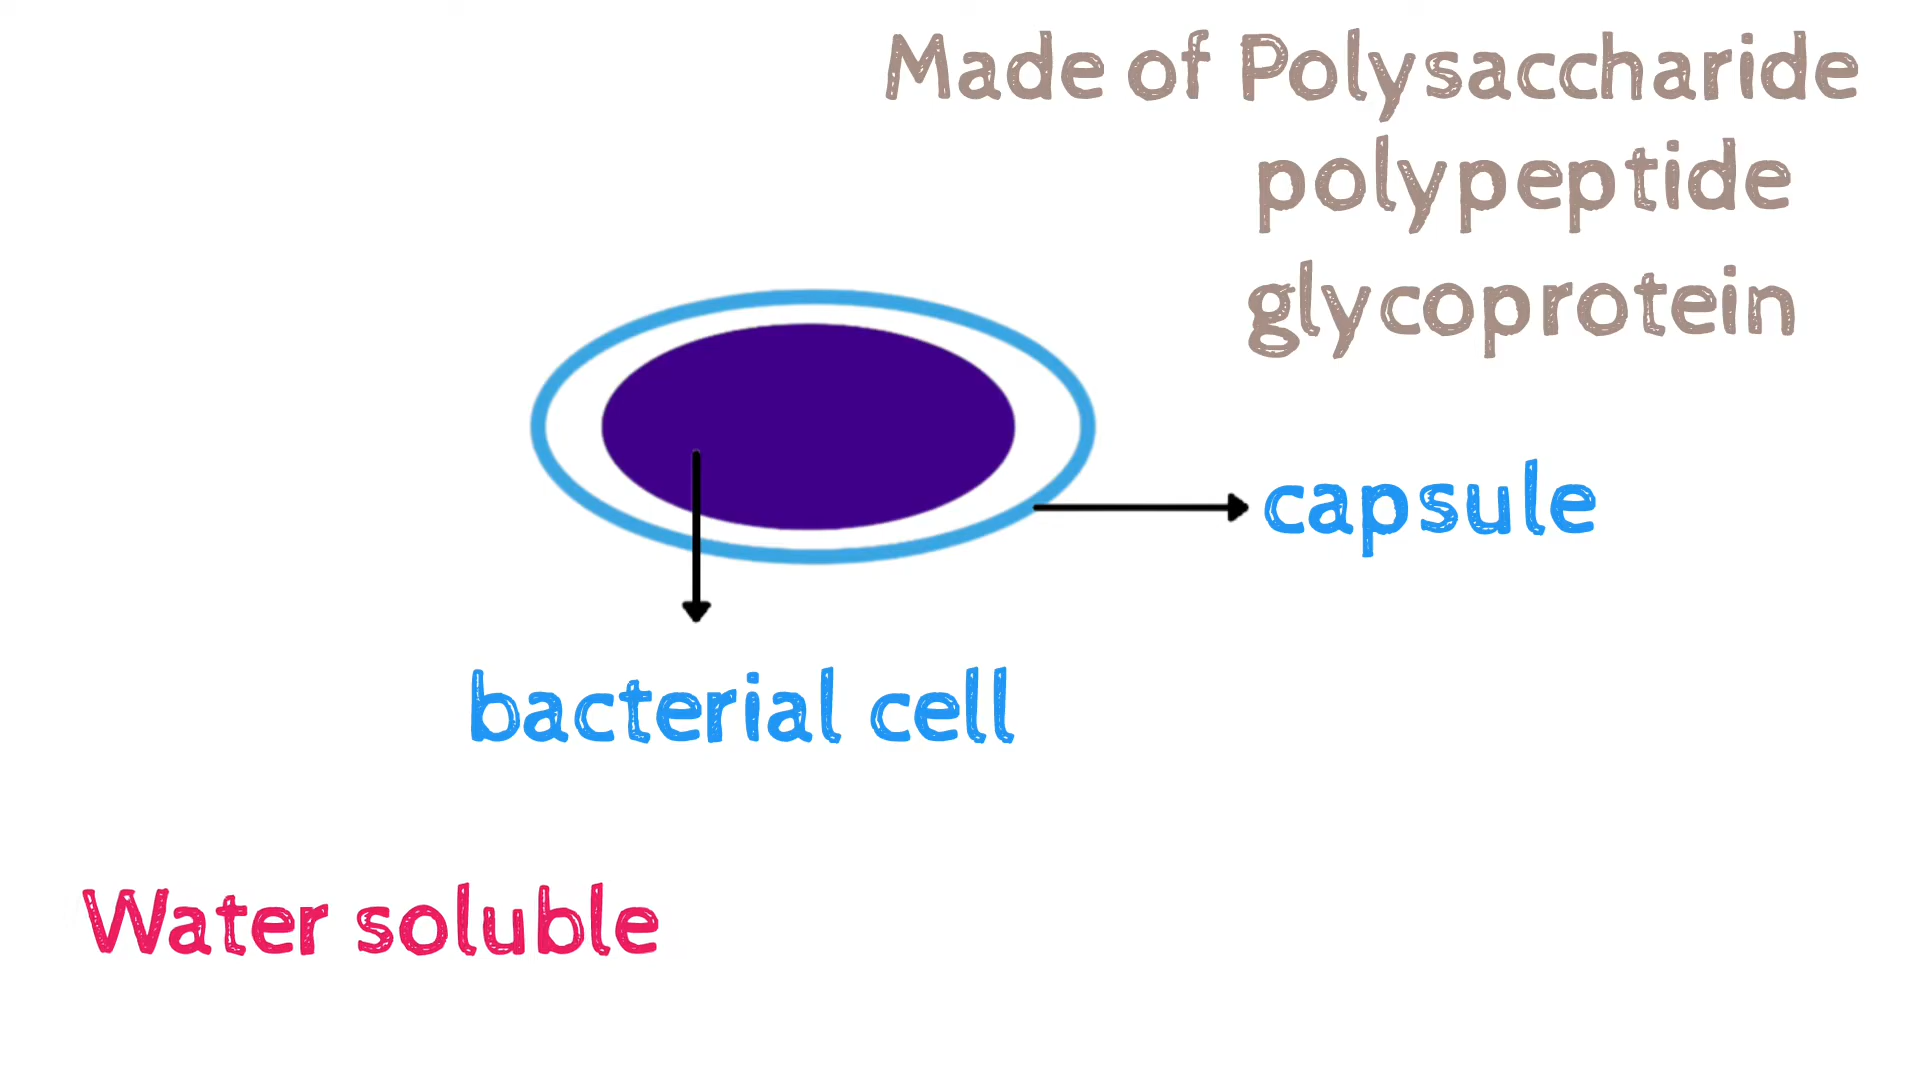 Made of Polysaccharide
polypeptide
glycoprotein
capsule
bacterial cell
Water soluble